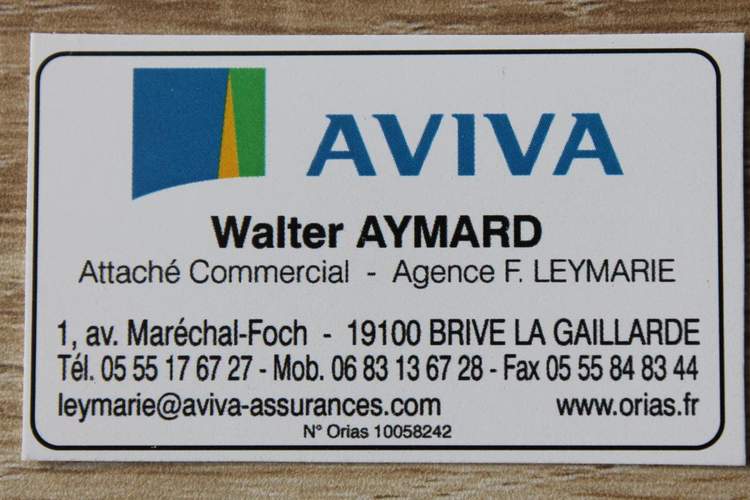 AVIVA
Walter AYMARD
Attaché Commercial - Agence F. LEYMARIE
1, av. Maréchal-Foch - 19100 BRIVE LA GAILLARDE
Tél. 05 55 17 67 27 - Mob. 06 83 13 67 28 - Fax 05 55 84 83 44
leymarie@aviva-assurances.com www.orias.fr
N° Orias 10058242